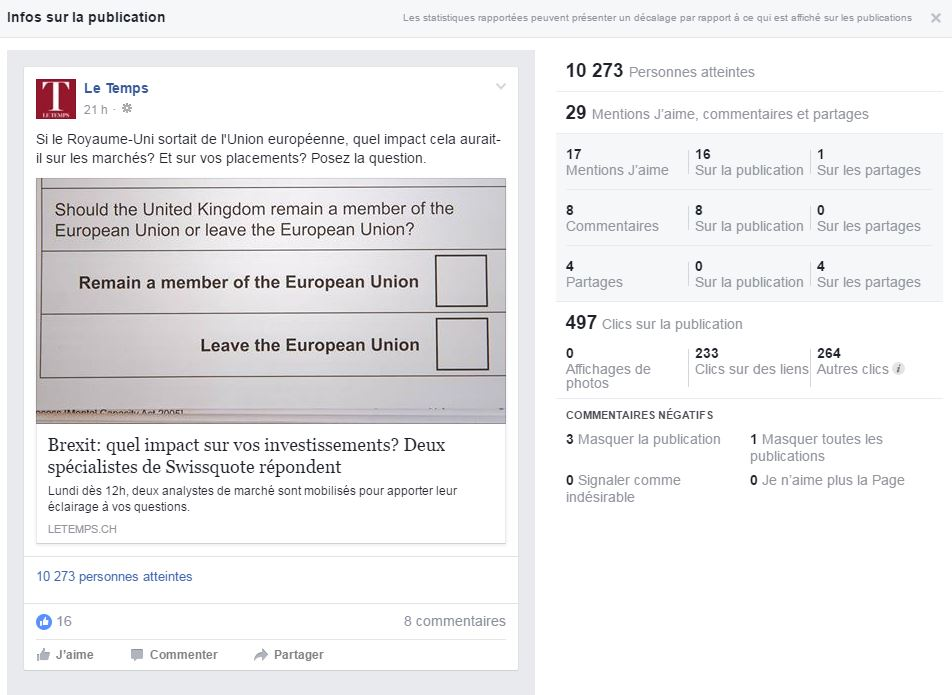 Infos sur la publication
Les statistiques rapportées peuvent présenter un décalage par rapport à ce qui est affiché sur les publications
T
LE TEMPS
Le Temps
21 h ·
Si le Royaume-Uni sortait de l'Union européenne, quel impact cela aurait-
il sur les marchés? Et sur vos placements? Posez la question.
Should the United Kingdom remain a member of the
European Union or leave the European Union?
Remain a member of the European Union
Leave the European Union
[Mental Capacity Act 2005]
Brexit: quel impact sur vos investissements? Deux
spécialistes de Swissquote répondent
Lundi dès 12h, deux analystes de marché sont mobilisés pour apporter leur
éclairage à vos questions.
LETEMPS.CH
10 273 personnes atteintes
16
8 commentaires
J'aime
Commenter
Partager
10 273 Personnes atteintes
29 Mentions J'aime, commentaires et partages
17
Mentions J'aime
16
Sur la publication
1
Sur les partages
8
Commentaires
8
Sur la publication
0
Sur les partages
4
Partages
0
Sur la publication
4
Sur les partages
497 Clics sur la publication
0
Affichages de
photos
233
Clics sur des liens
264
Autres clics i
COMMENTAIRES NÉGATIFS
3 Masquer la publication
1 Masquer toutes les
publications
0 Signaler comme
indésirable
0 Je n'aime plus la Page